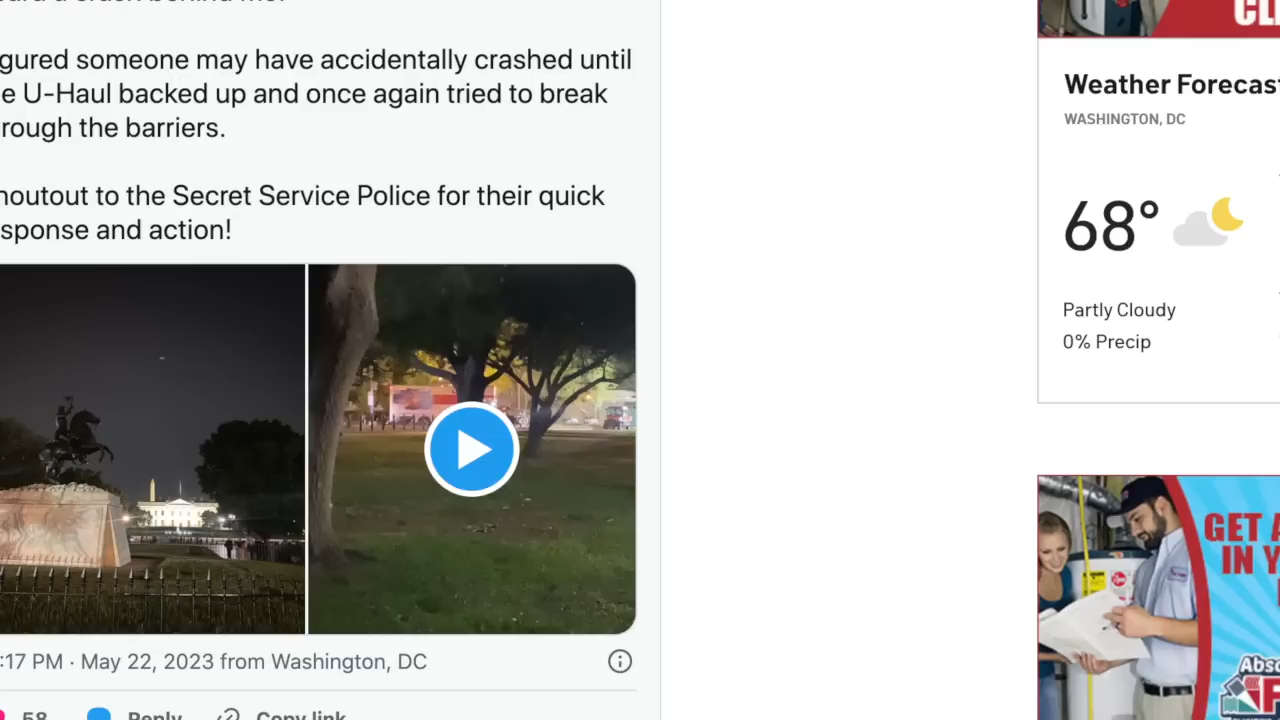 gured someone may have accidentally crashed until
e U-Haul backed up and once again tried to break
rough the barriers.
houtout to the Secret Service Police for their quick
sponse and action!
:17 PM · May 22, 2023 from Washington, DC
58 Reply Copy link
CL
Weather Forecast
WASHINGTON, DC
68°
Partly Cloudy
0% Precip
GET A
IN Y
Abso